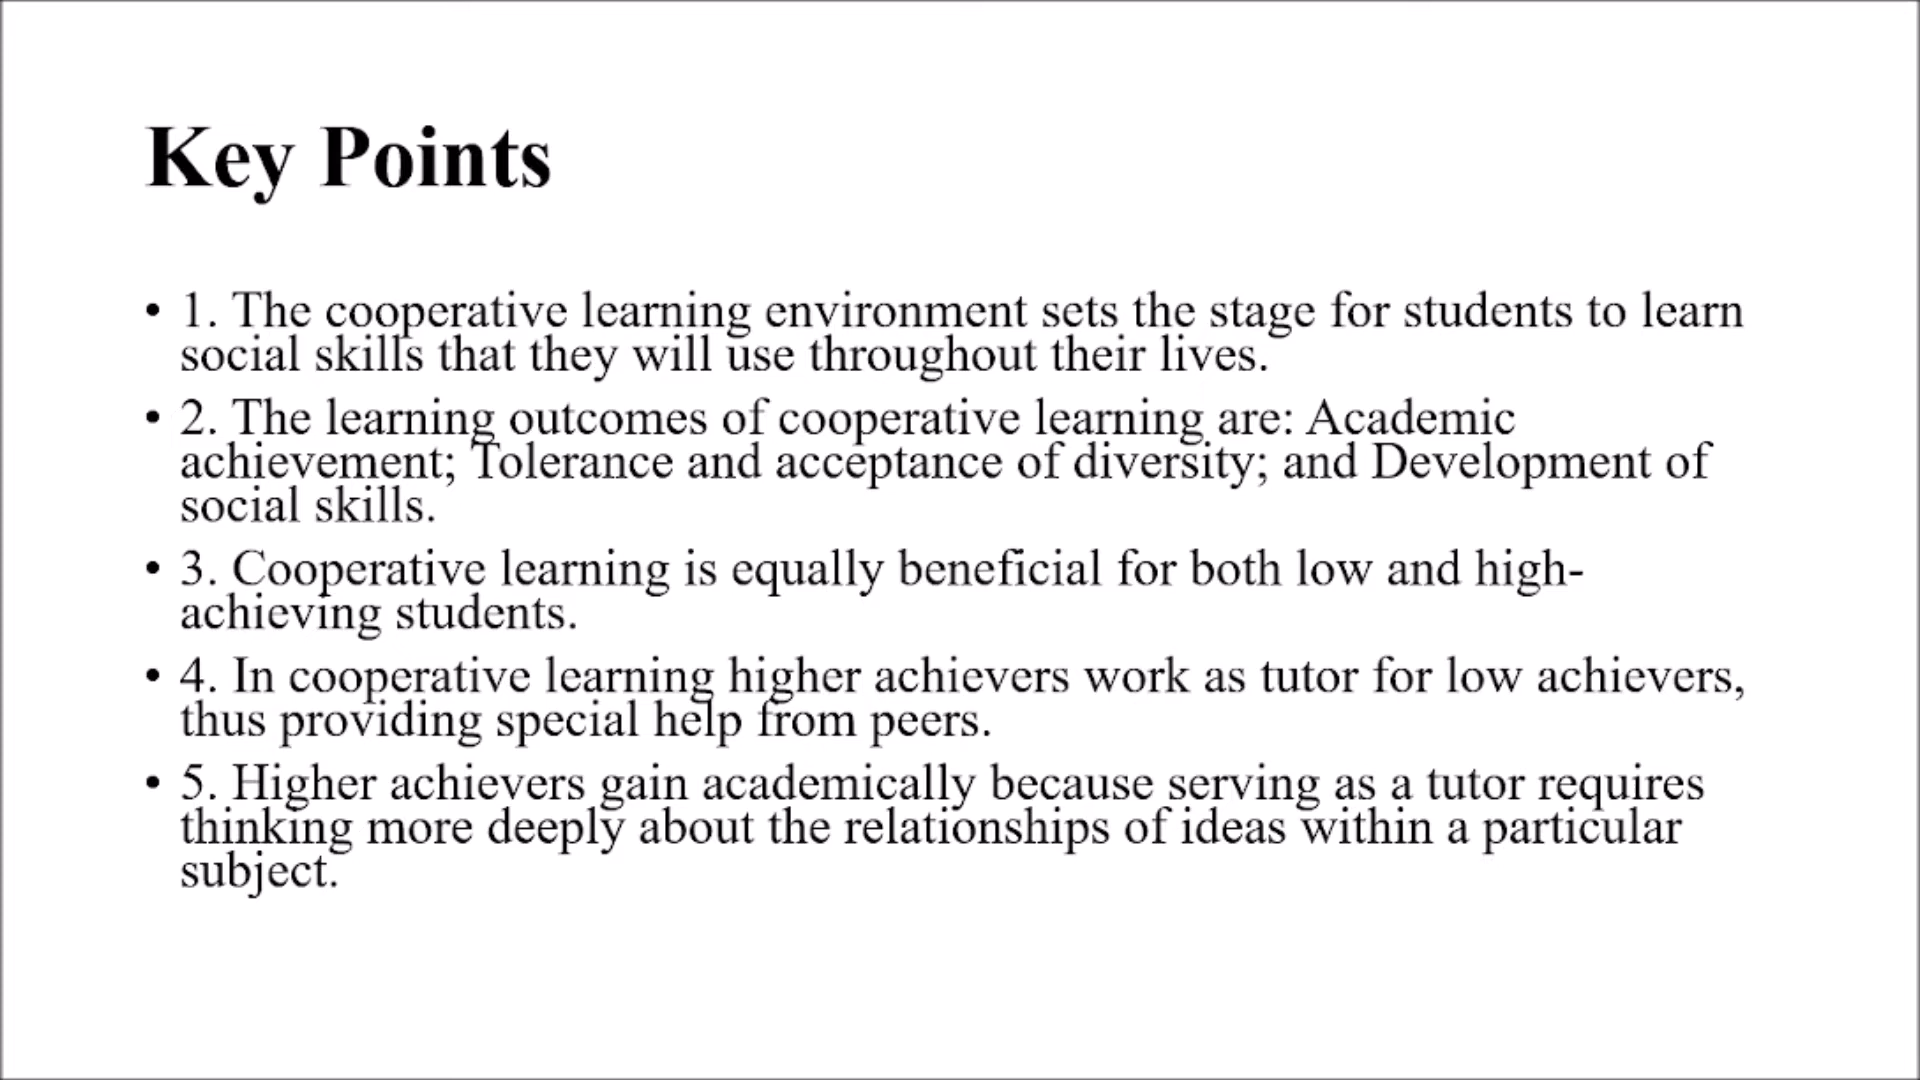 Key Points
• 1. The cooperative learning environment sets the stage for students to learn
social skills that they will use throughout their lives.
• 2. The learning outcomes of cooperative learning are: Academic
achievement; Tolerance and acceptance of diversity; and Development of
social skills.
• 3. Cooperative learning is equally beneficial for both low and high-
achieving students.
• 4. In cooperative learning higher achievers work as tutor for low achievers,
thus providing special help from peers.
• 5. Higher achievers gain academically because serving as a tutor requires
thinking more deeply about the relationships of ideas within a particular
subject.